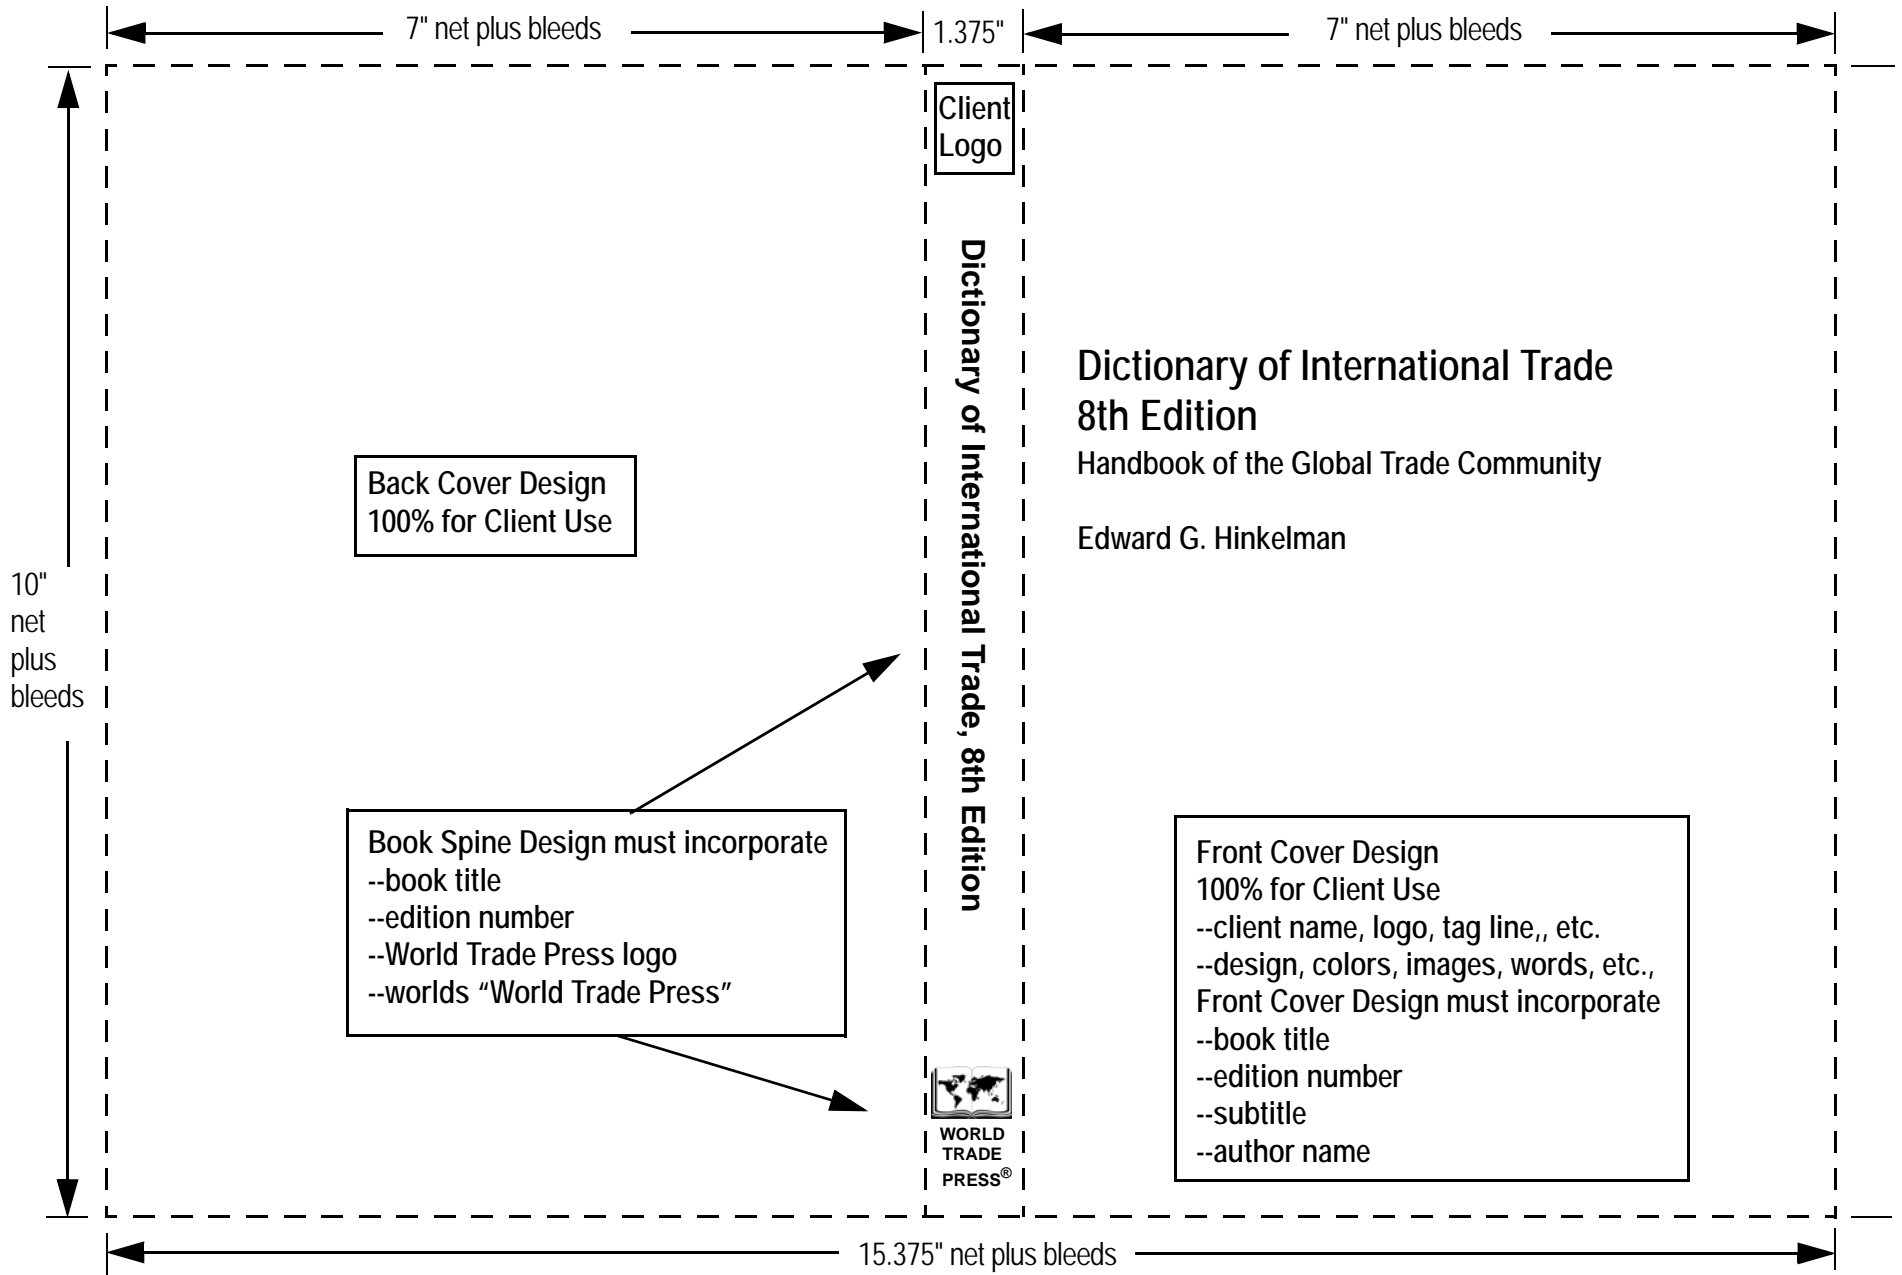 7" net plus bleeds
1.375"
7" net plus bleeds
Client
Logo
Dictionary of International Trade, 8th Edition
Dictionary of International Trade
8th Edition
Handbook of the Global Trade Community
Edward G. Hinkelman
Back Cover Design
100% for Client Use
10"
net
plus
bleeds
Book Spine Design must incorporate
--book title
--edition number
--World Trade Press logo
--worlds “World Trade Press”
Front Cover Design
100% for Client Use
--client name, logo, tag line,, etc.
--design, colors, images, words, etc.,
Front Cover Design must incorporate
--book title
--edition number
--subtitle
--author name
WORLD
TRADE
PRESS®
15.375" net plus bleeds